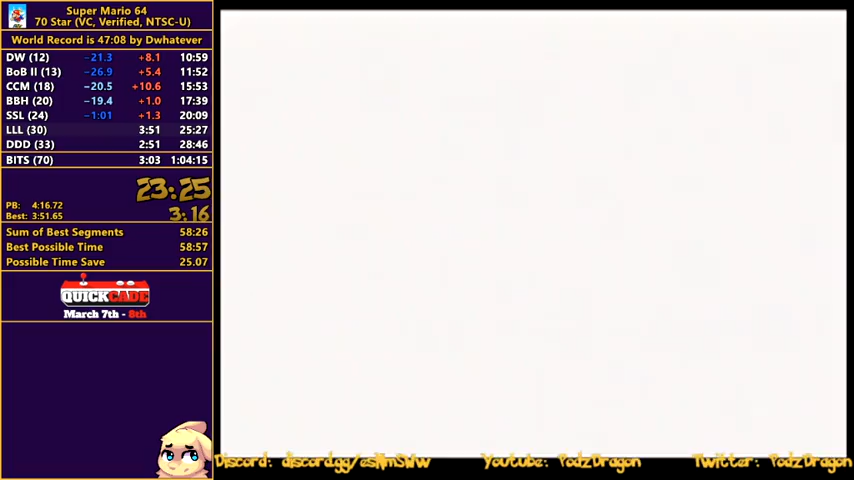 Super Mario 64
70 Star (VC, Verified, NTSC-U)
World Record is 47:08 by Dwhatever
DW (12) −21.3 +8.1 10:59
BoB II (13) −26.9 +5.4 11:52
CCM (18) −20.5 +10.6 15:53
BBH (20) −19.4 +1.0 17:39
SSL (24) −1:01 +1.3 20:09
LLL (30) 3:51 25:27
DDD (33) 2:51 28:46
BITS (70) 3:03 1:04:15
23:25
PB: 4:16.72
3:16
Best: 3:51.65
Sum of Best Segments 58:26
Best Possible Time 58:57
Possible Time Save 25.07
QUICKCADE
March 7th - 8th
Discord: Youtube: PodzDragon Twitter: PodzDragon